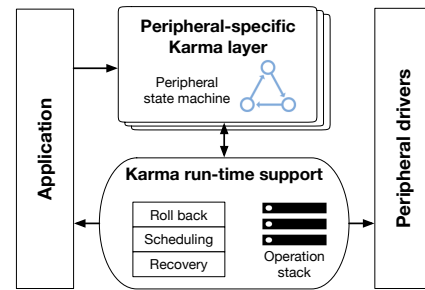 Application
Peripheral-specific
Karma layer
Peripheral
state machine
Karma run-time support
Roll back
Scheduling
Recovery
Operation
stack
Peripheral drivers